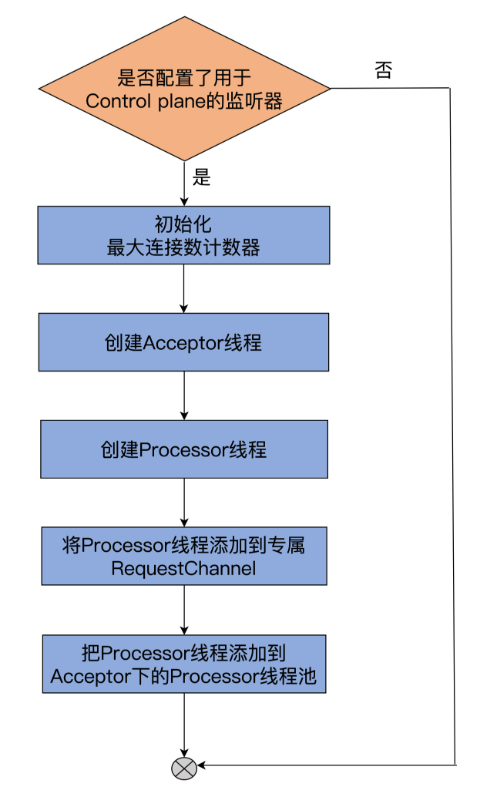 是否配置了用于
Control plane的监听器
否
是
初始化
最大连接数计数器
创建Acceptor线程
创建Processor线程
将Processor线程添加到专属
RequestChannel
把Processor线程添加到
Acceptor下的Processor线程池